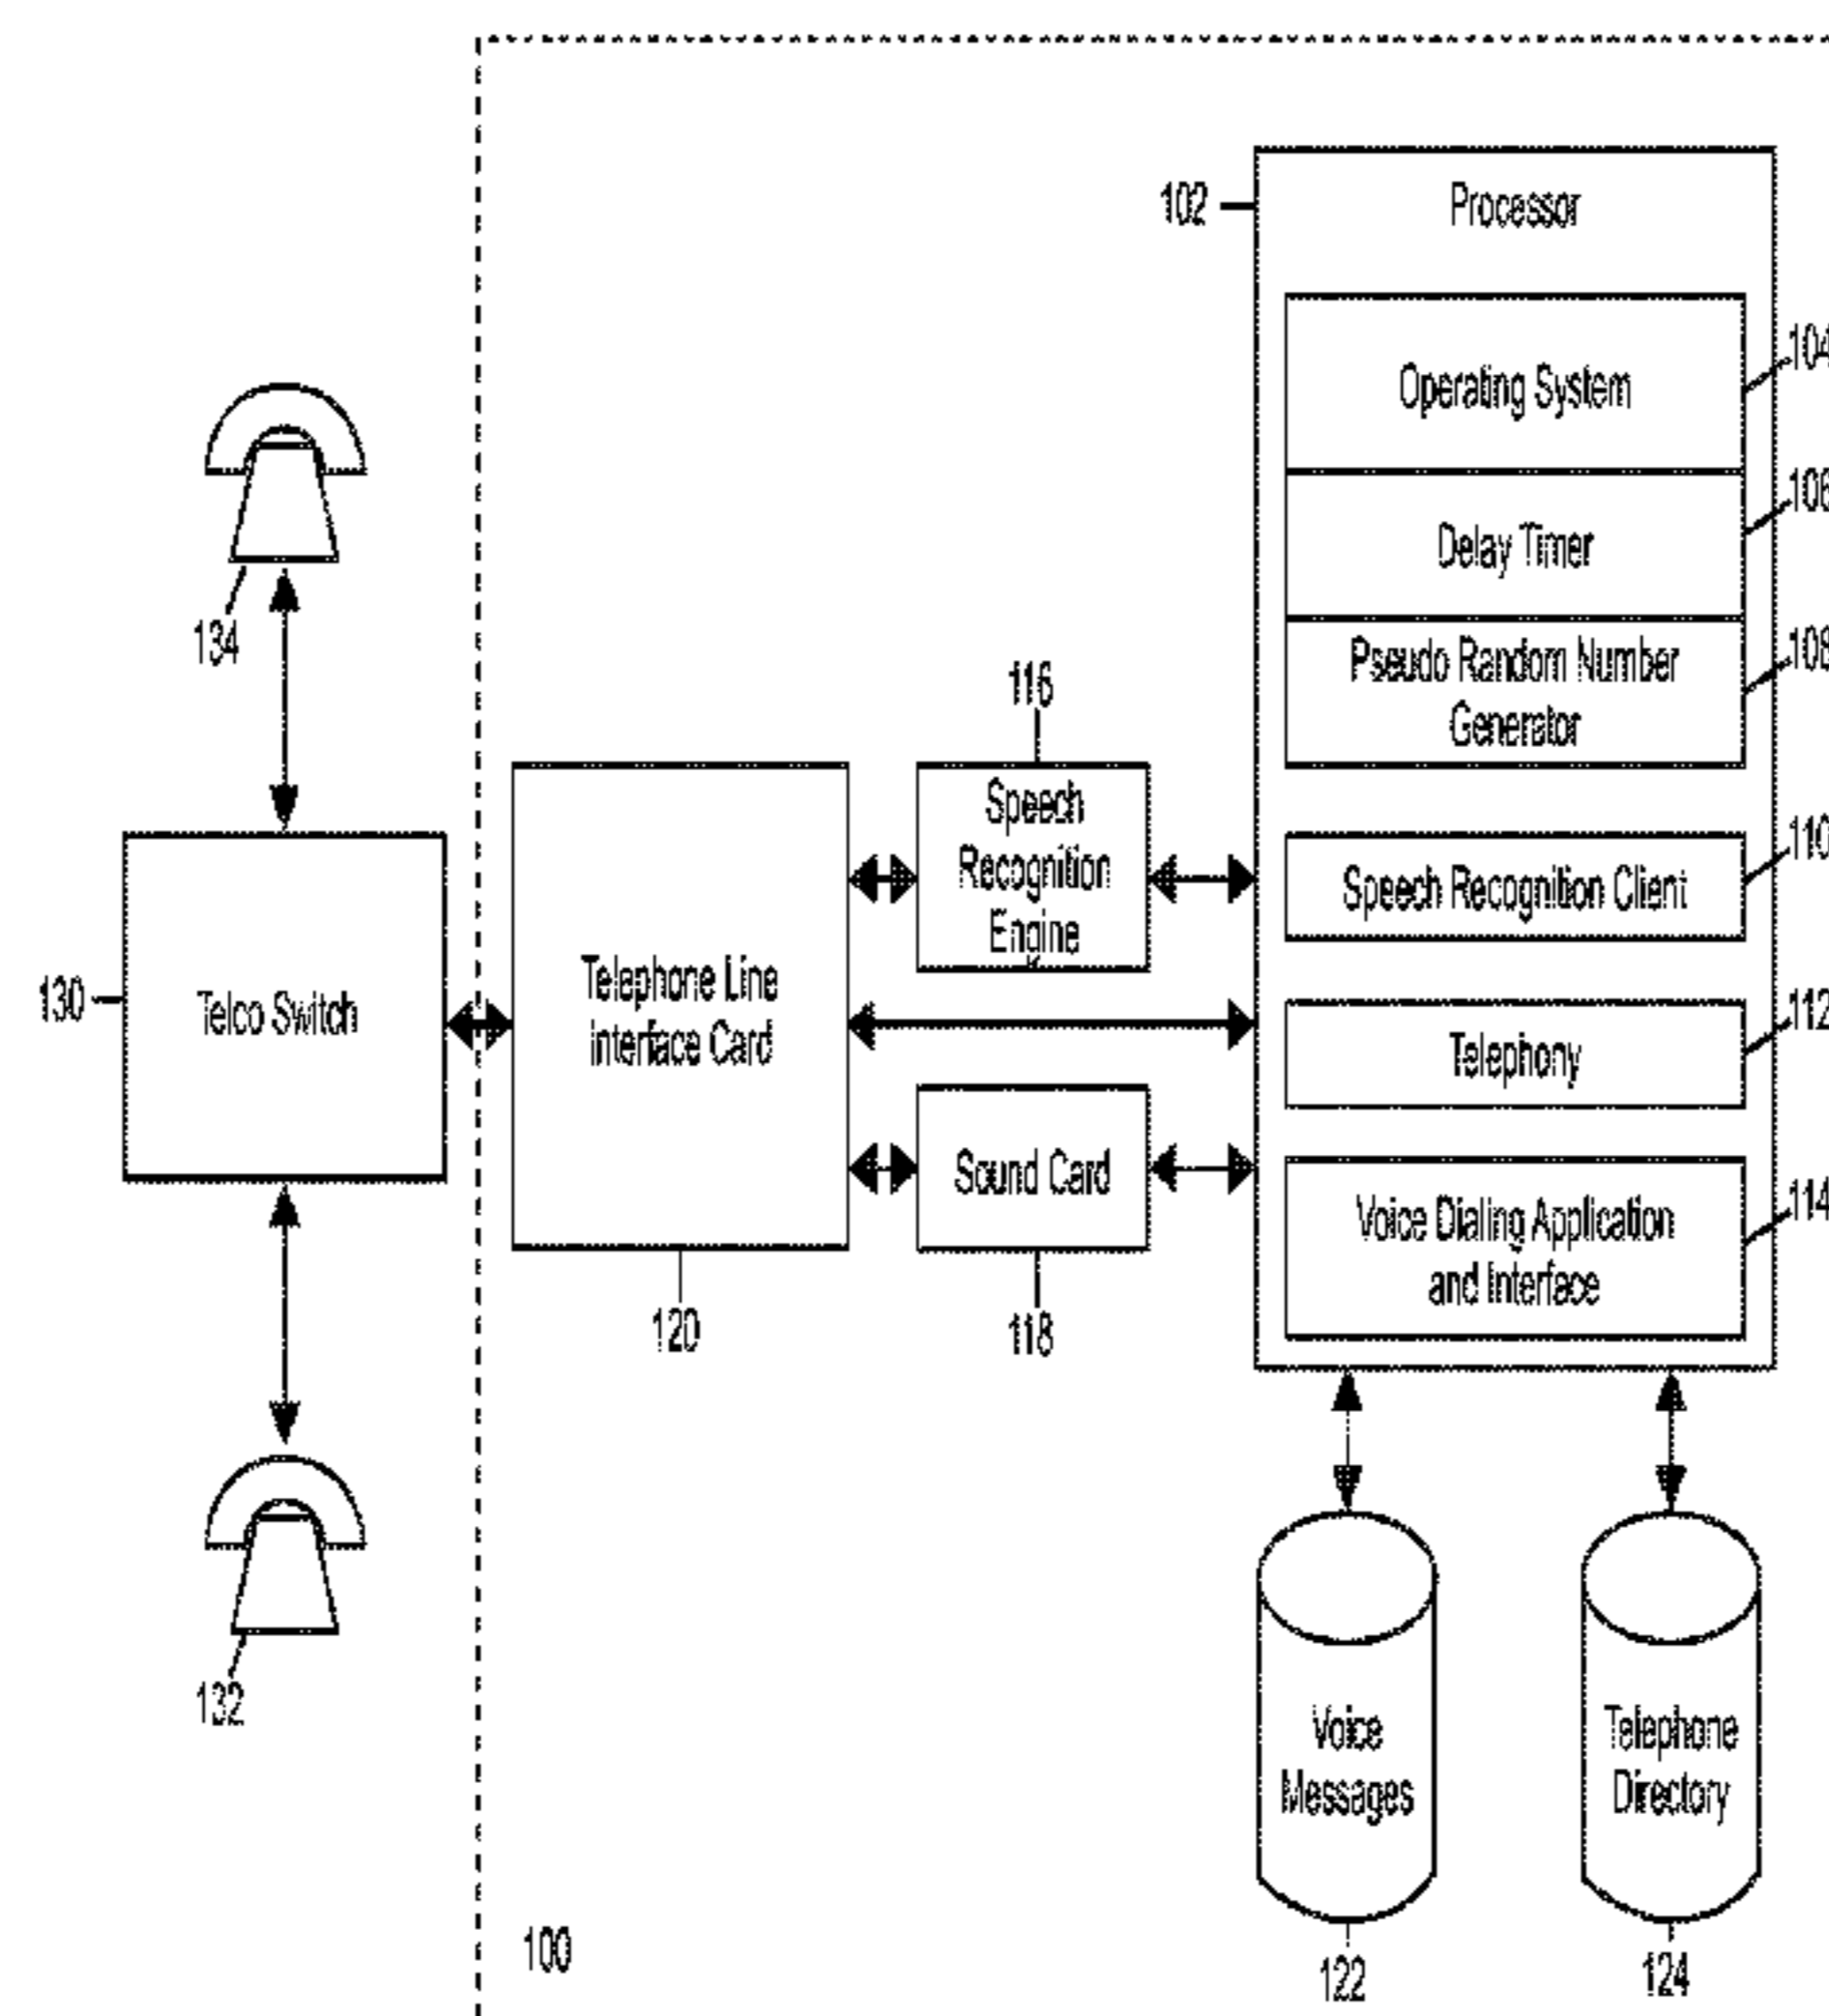 102
Processor
104
Operating System
106
Delay Timer
108
Pseudo Random Number
Generator
134
116
Speech
Recognition
Engine
110
Speech Recognition Client
130
Telco Switch
Telephone Line
interface Card
112
Telephony
Sound Card
114
Voice Dialing Application
and Interface
120
118
132
Voice
Messages
Telephone
Directory
100
122
124